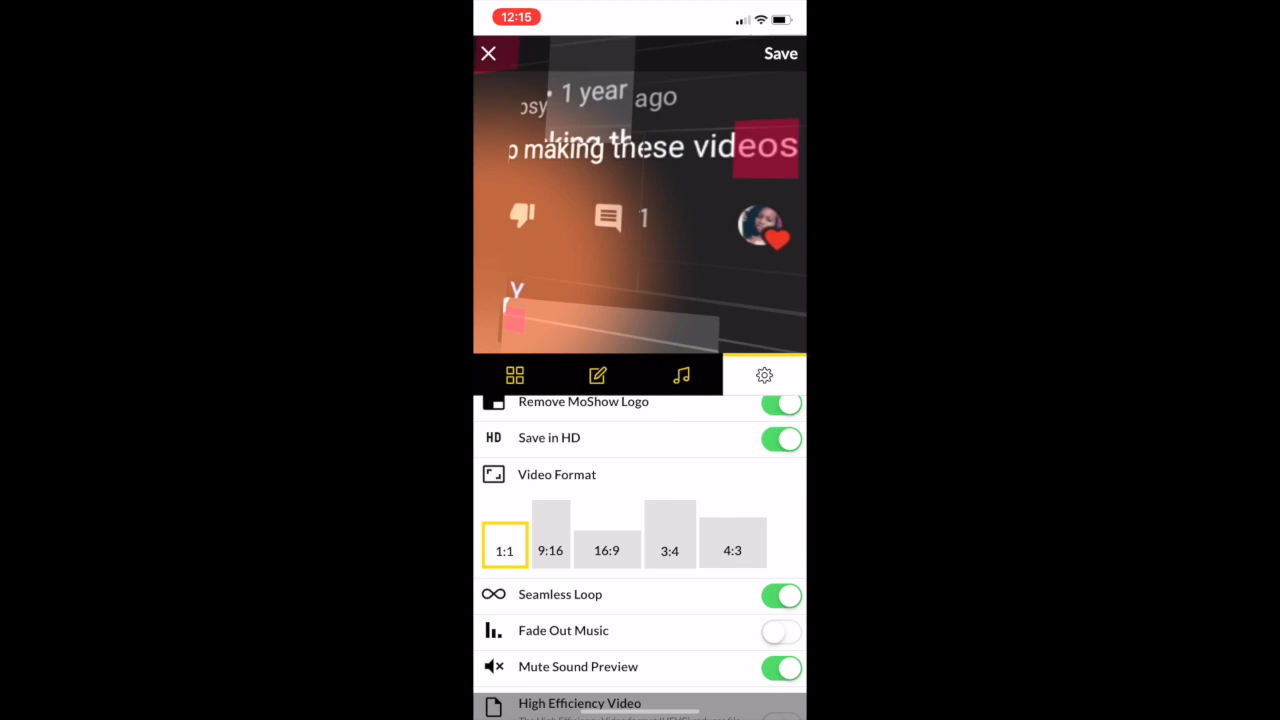 12:15
Save
• 1 year ago
making these videos
1
Y
Remove MoShow Logo
HD Save in HD
Video Format
1:1 9:16 16:9 3:4 4:3
Seamless Loop
Fade Out Music
Mute Sound Preview
High Efficiency Video